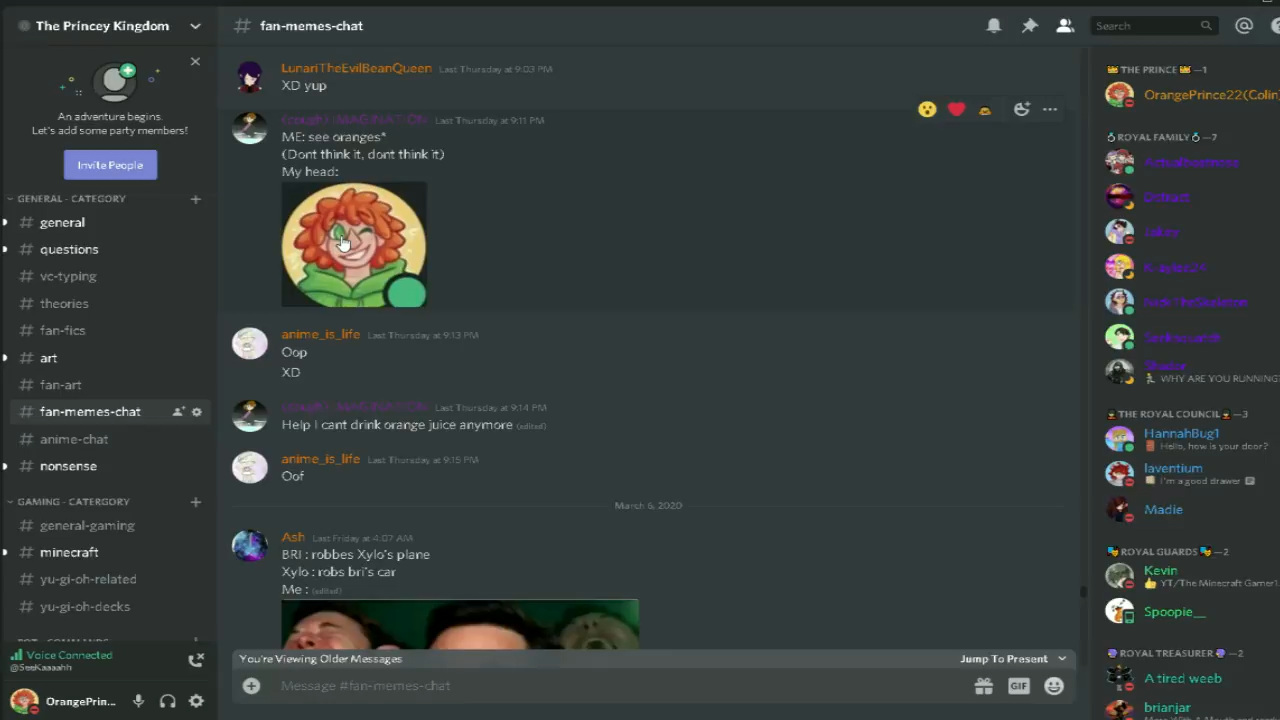 The Princey Kingdom
fan-memes-chat
Search
An adventure begins.
Let's add some party members!
Invite People
GENERAL - CATEGORY
general
questions
vc-typing
theories
fan-fics
art
fan-art
fan-memes-chat
anime-chat
nonsense
GAMING - CATERGORY
general-gaming
minecraft
yu-gi-oh-related
yu-gi-oh-decks
Voice Connected
@SeeKaaaahh
OrangePrin...
LunariTheEvilBeanQueen Last Thursday at 9:03 PM
XD yup
Last Thursday at 9:11 PM
ME: see oranges*
(Dont think it, dont think it)
My head:
anime_is_life Last Thursday at 9:13 PM
Oop
XD
Last Thursday at 9:14 PM
Help I cant drink orange juice anymore (edited)
anime_is_life Last Thursday at 9:15 PM
Oof
March 6, 2020
Ash Last Friday at 4:07 AM
BRI : robbes Xylo's plane
Xylo : robs bri's car
Me : (edited)
You're Viewing Older Messages
Jump To Present
Message #fan-memes-chat
GIF
THE PRINCE —1
OrangePrince22(Colin)
ROYAL FAMILY —7
WHY ARE YOU RUNNING
THE ROYAL COUNCIL —3
HannahBug1
Hello, how is your door?
laventium
I'm a good drawer
Madie
ROYAL GUARDS —2
Kevin
YT/The Minecraft Gamer1
Spoopie__
ROYAL TREASURER —2
A tired weeb
brianjar